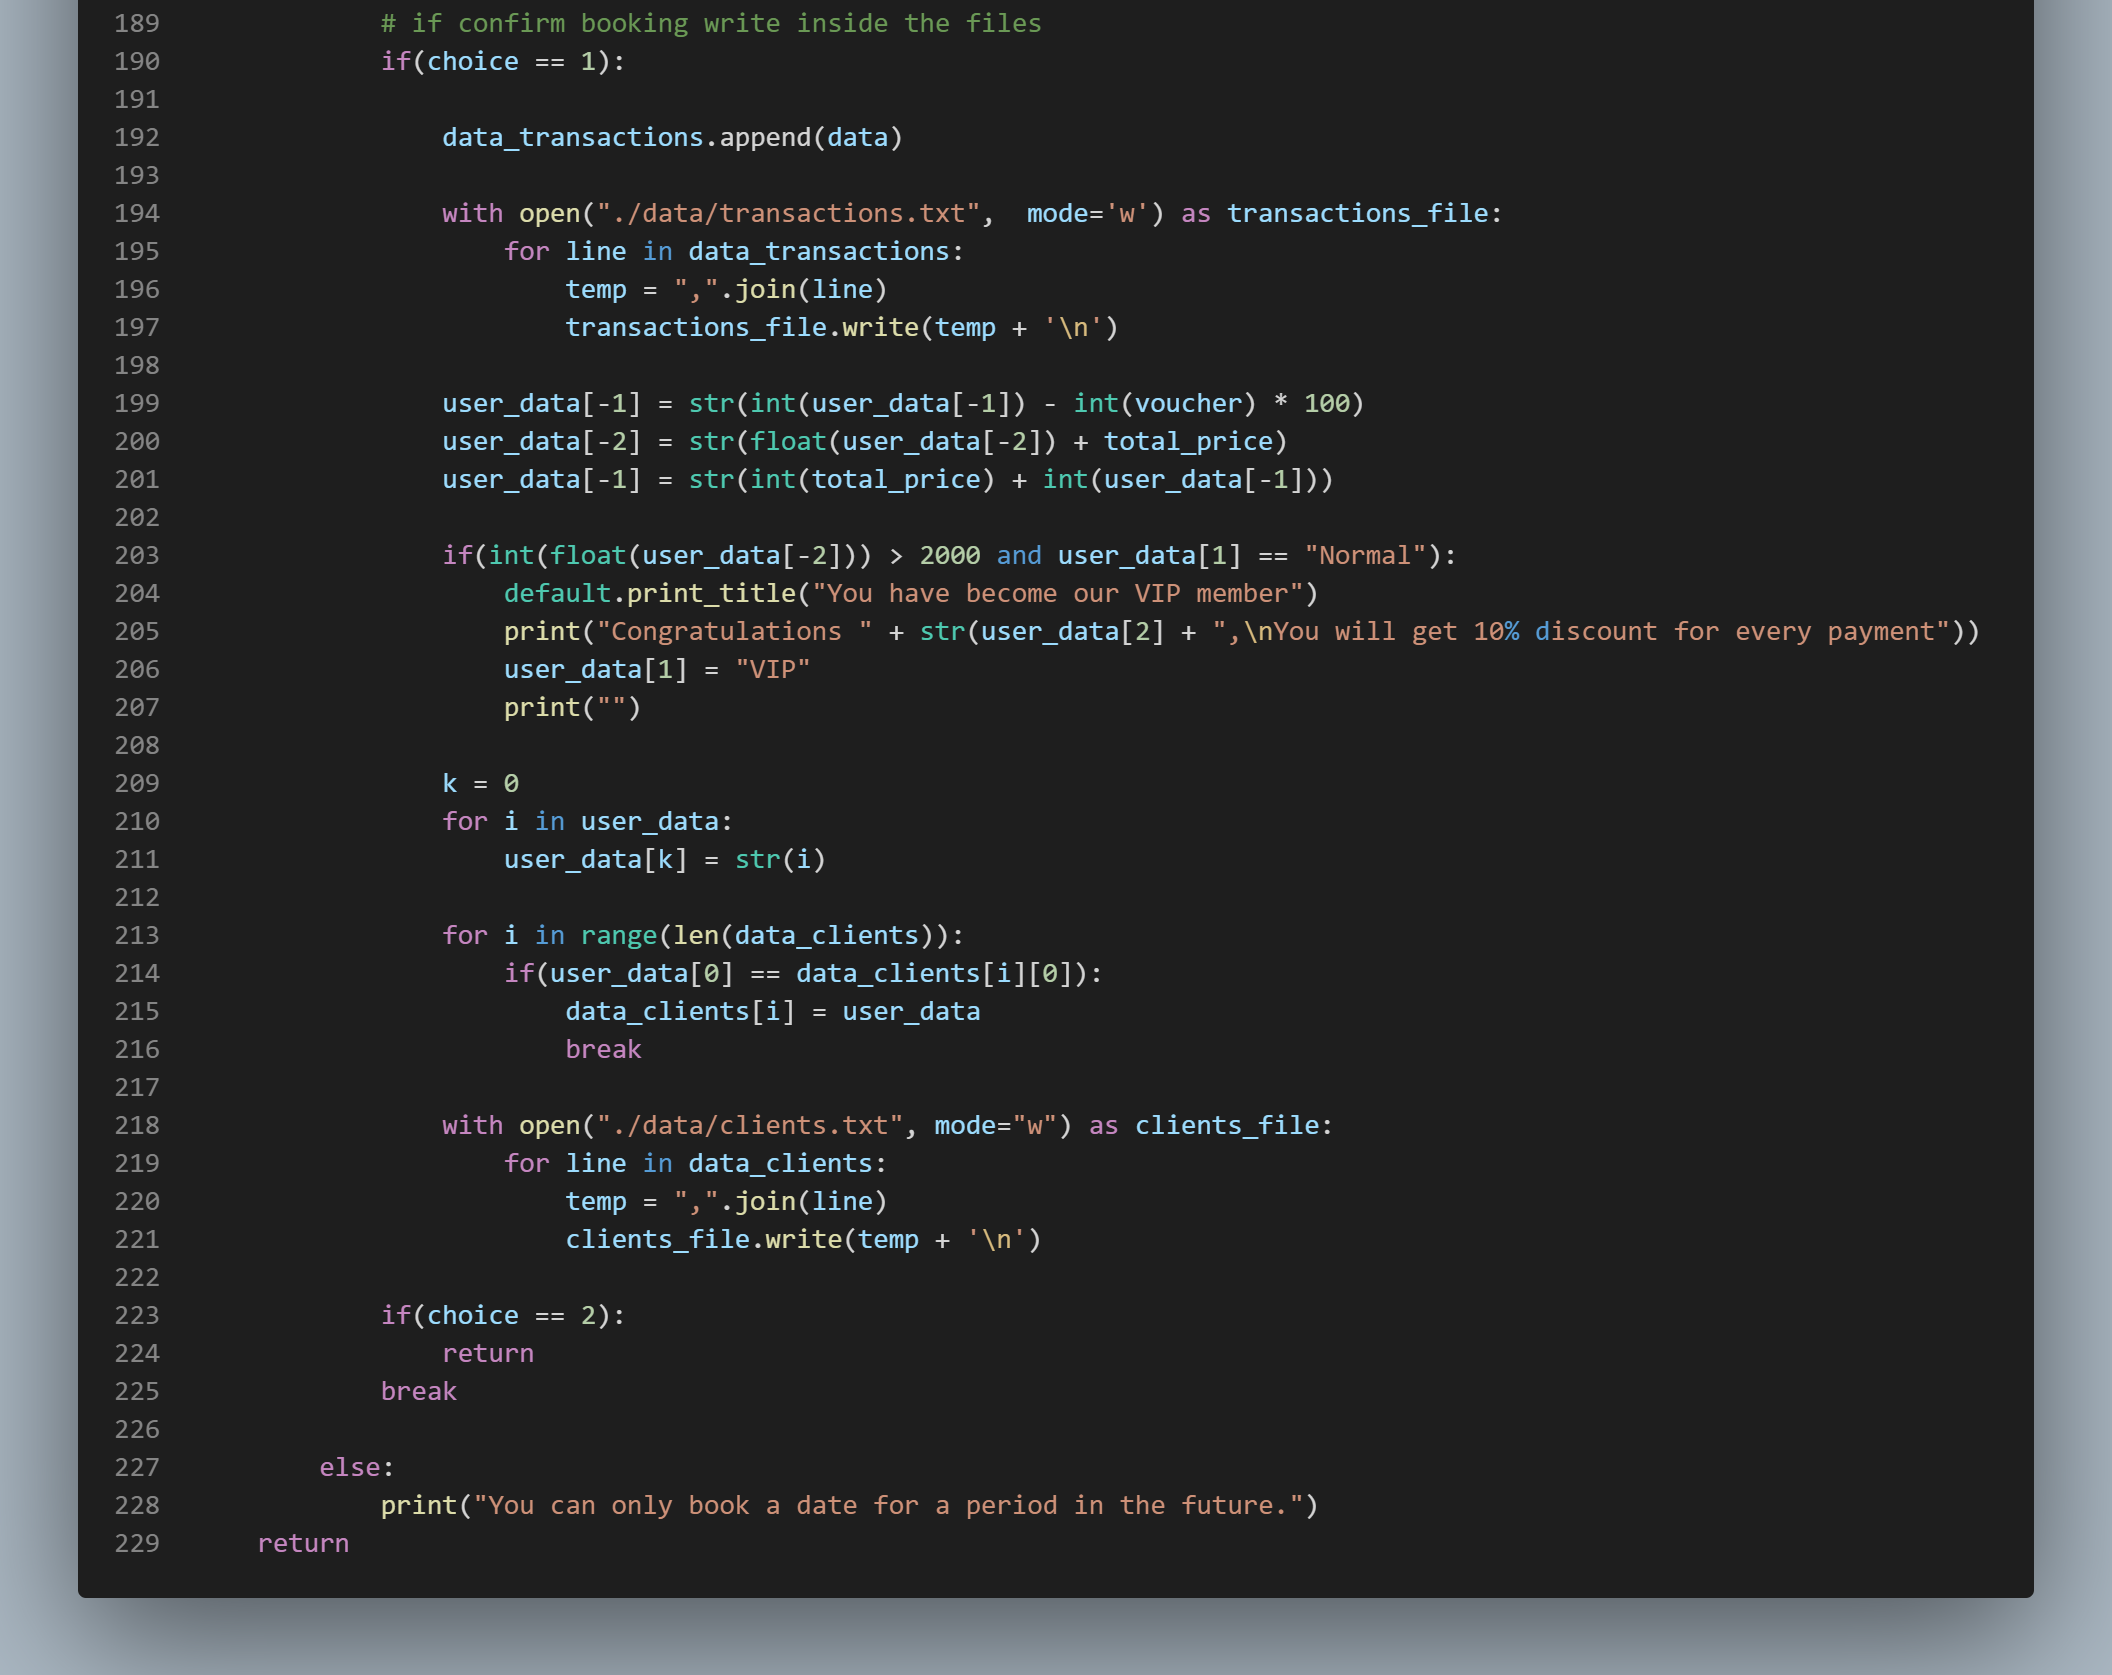 189 # if confirm booking write inside the files
190 if(choice == 1):
191
192 data_transactions.append(data)
193
194 with open("./data/transactions.txt",  mode='w') as transactions_file:
195 for line in data_transactions:
196 temp = ",".join(line)
197 transactions_file.write(temp + '\n')
198
199 user_data[-1] = str(int(user_data[-1]) - int(voucher) * 100)
200 user_data[-2] = str(float(user_data[-2]) + total_price)
201 user_data[-1] = str(int(total_price) + int(user_data[-1]))
202
203 if(int(float(user_data[-2])) > 2000 and user_data[1] == "Normal"):
204 default.print_title("You have become our VIP member")
205 print("Congratulations " + str(user_data[2] + ",\nYou will get 10% discount for every payment"))
206 user_data[1] = "VIP"
207 print("")
208
209 k = 0
210 for i in user_data:
211 user_data[k] = str(i)
212
213 for i in range(len(data_clients)):
214 if(user_data[0] == data_clients[i][0]):
215 data_clients[i] = user_data
216 break
217
218 with open("./data/clients.txt", mode="w") as clients_file:
219 for line in data_clients:
220 temp = ",".join(line)
221 clients_file.write(temp + '\n')
222
223 if(choice == 2):
224 return
225 break
226
227 else:
228 print("You can only book a date for a period in the future.")
229 return